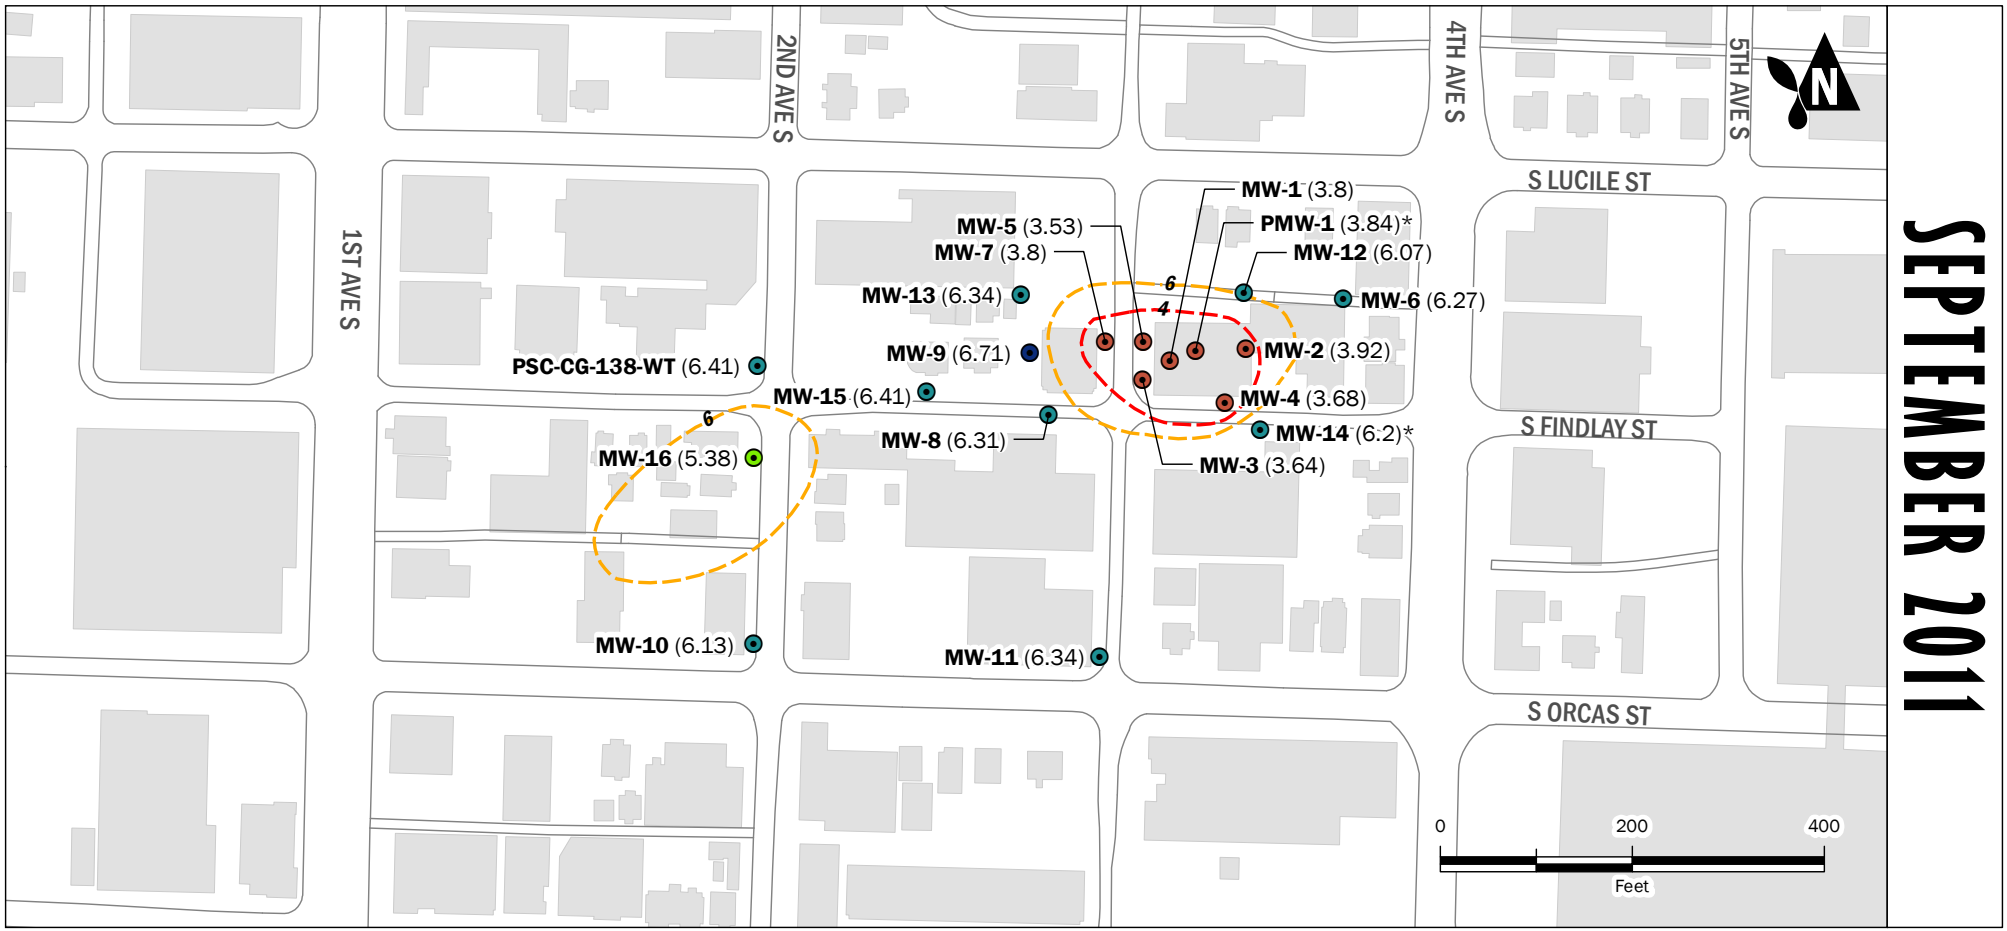 2ND AVE S
4TH AVE S
5TH AVE S
N
S LUCILE ST
MW-1 (3.8)
PMW-1 (3.84)*
MW-5 (3.53)
MW-7 (3.8)
MW-12 (6.07)
1ST AVE S
6
MW-13 (6.34)
MW-6 (6.27)
4
MW-9 (6.71)
MW-2 (3.92)
PSC-CG-138-WT (6.41)
MW-15 (6.41)
MW-4 (3.68)
6
S FINDLAY ST
MW-14 (6.2)*
MW-8 (6.31)
MW-16 (5.38)
MW-3 (3.64)
MW-10 (6.13)
MW-11 (6.34)
S ORCAS ST
0 200 400
Feet
SEPTEMBER 2011